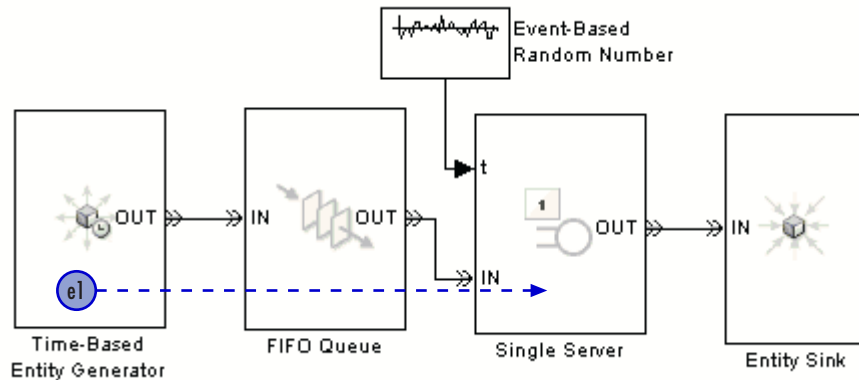 Event-Based
Random Number
t
1
OUT
IN
OUT
OUT
IN
IN
e1
Time-Based
Entity Generator
FIFO Queue
Single Server
Entity Sink